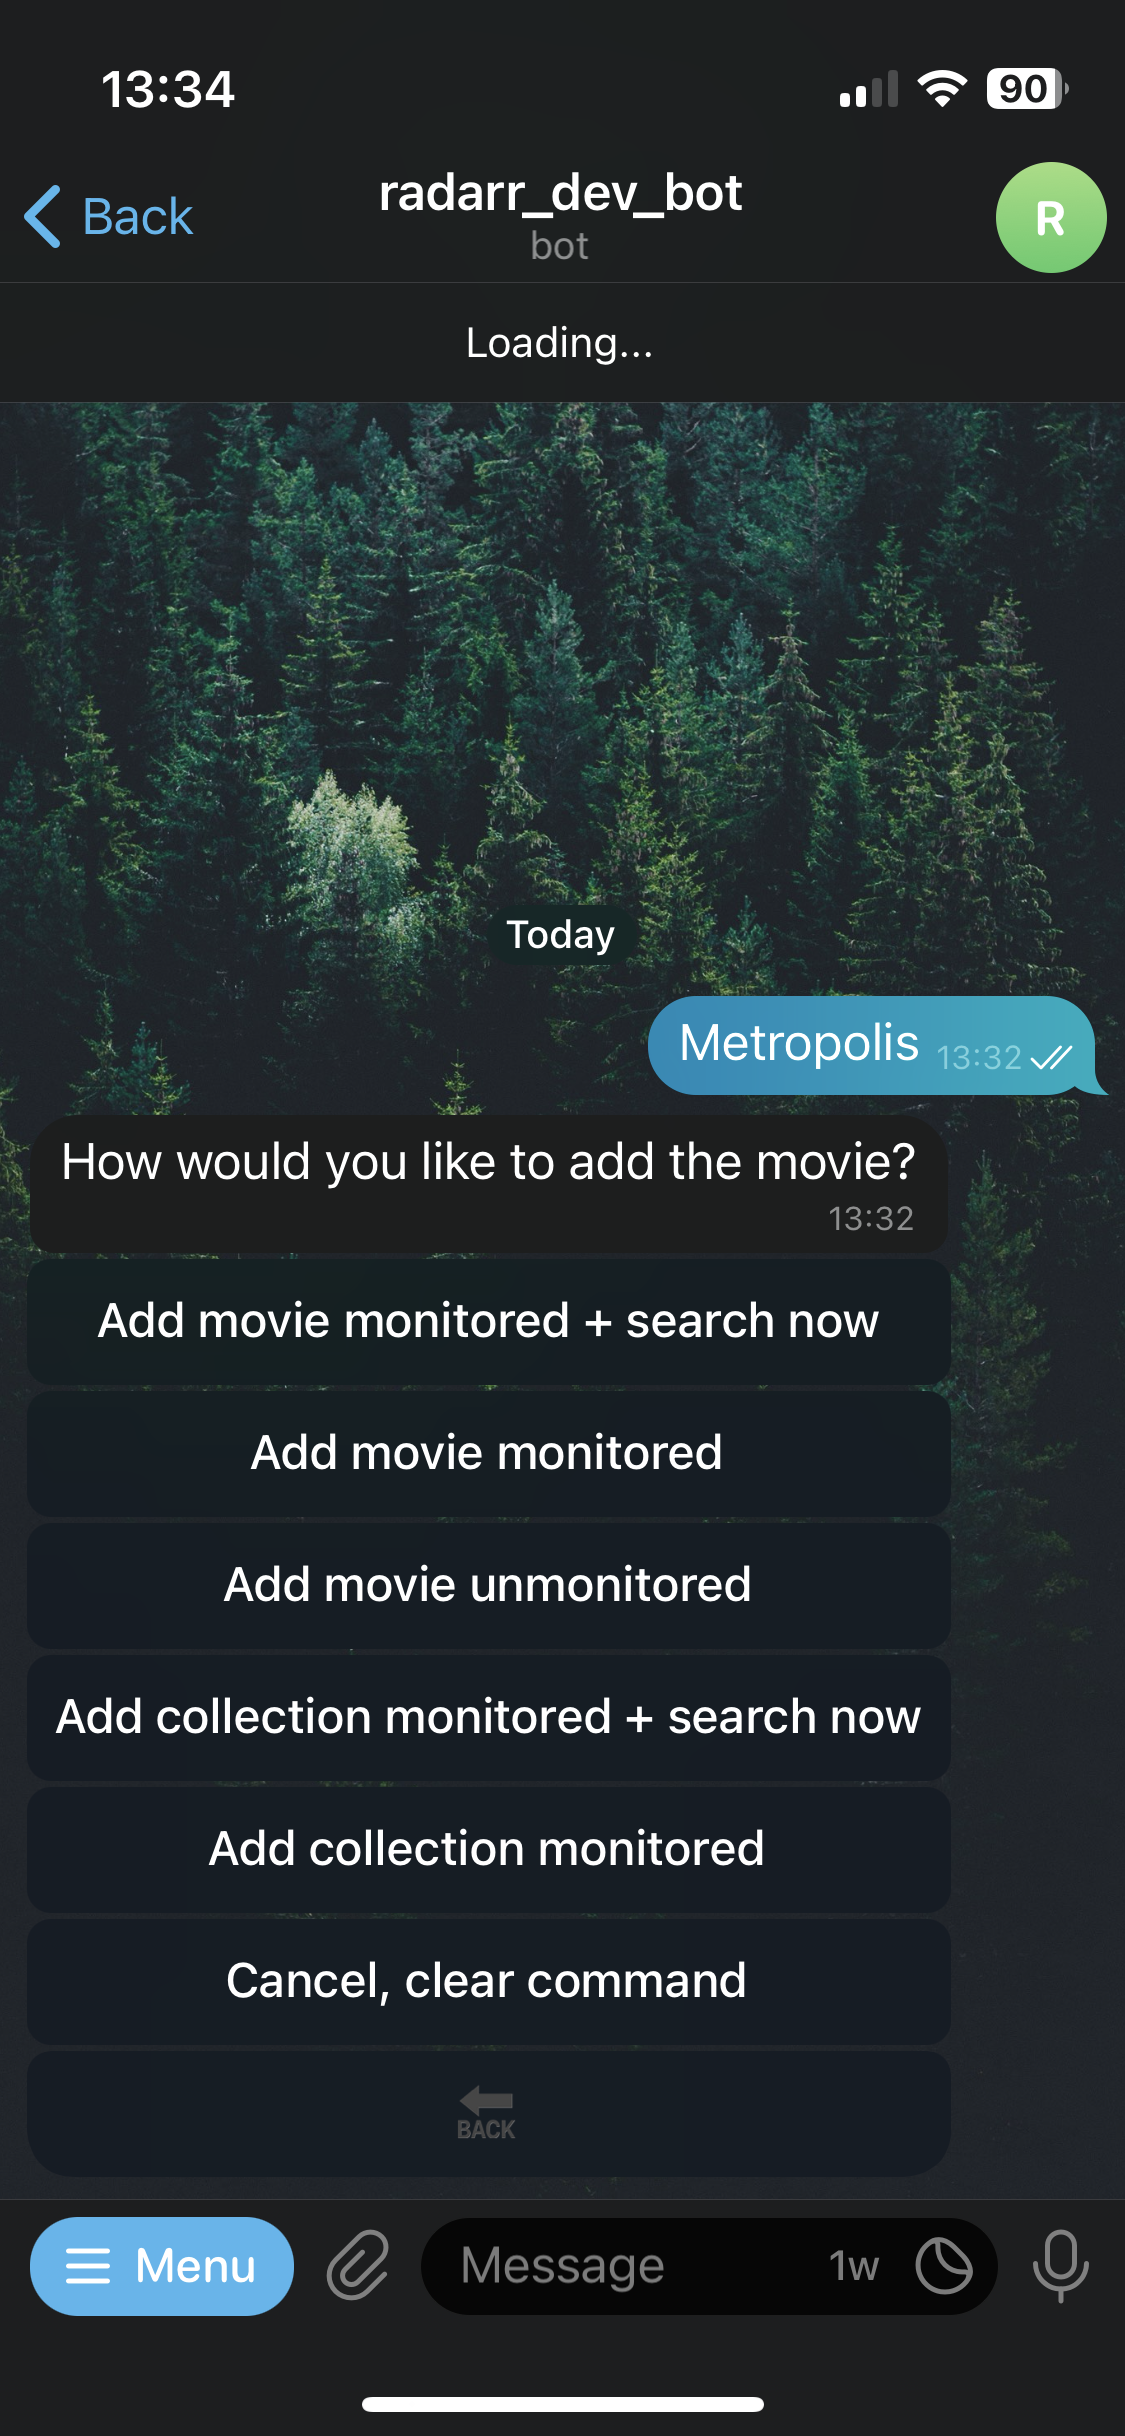 13:34
90
Back
radarr_dev_bot
bot
R
Loading...
Today
Metropolis 13:32
How would you like to add the movie?
13:32
Add movie monitored + search now
Add movie monitored
Add movie unmonitored
Add collection monitored + search now
Add collection monitored
Cancel, clear command
BACK
Menu
Message
1w